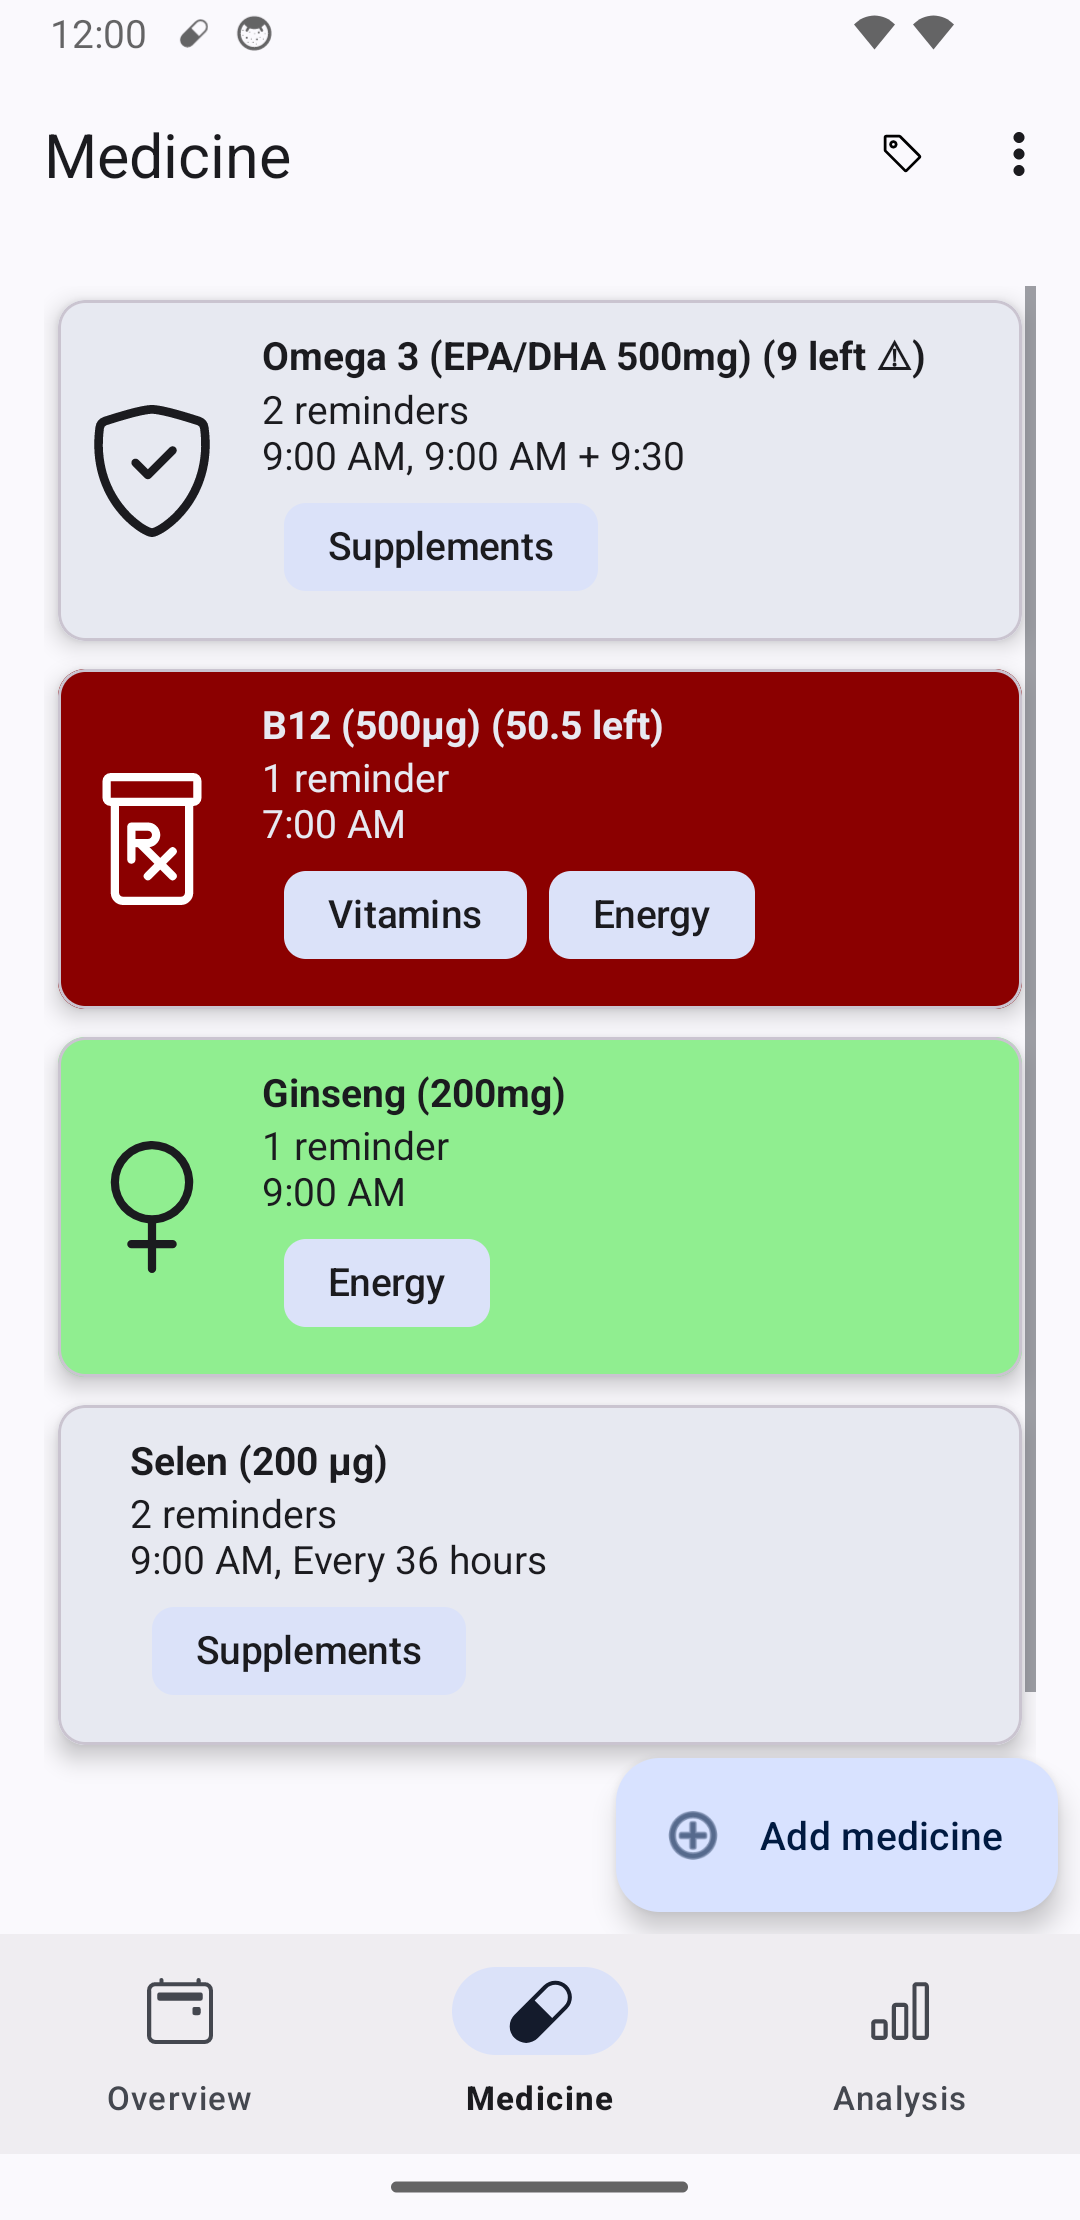 12:00
Medicine
Omega 3 (EPA/DHA 500mg) (9 left ⚠)
2 reminders
9:00 AM, 9:00 AM + 9:30
Supplements
B12 (500µg) (50.5 left)
1 reminder
7:00 AM
Rx
Vitamins Energy
Ginseng (200mg)
1 reminder
9:00 AM
Energy
Selen (200 µg)
2 reminders
9:00 AM, Every 36 hours
Supplements
Add medicine
Overview Medicine Analysis